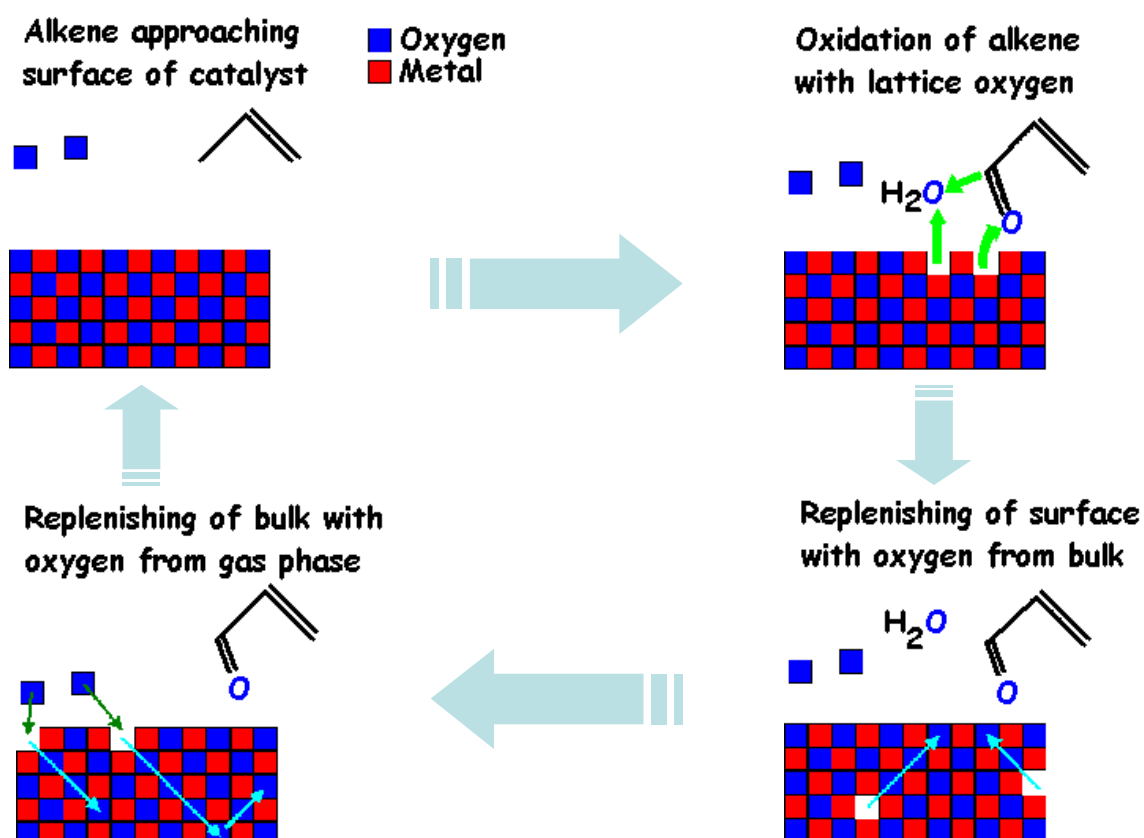 Alkene approaching
surface of catalyst
Oxygen
Metal
Oxidation of alkene
with lattice oxygen
H2O
O
Replenishing of bulk with
oxygen from gas phase
O
Replenishing of surface
with oxygen from bulk
H2O
O